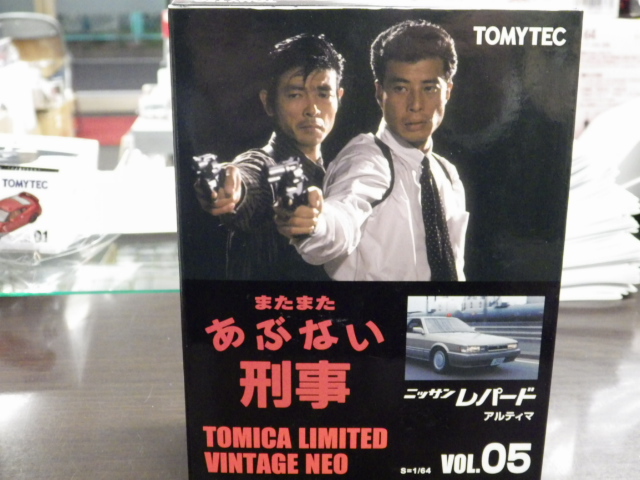 TOMYTEC
TOMYTEC
01
またまた
あぶない
刑事
ニッサン レパード
アルティマ
TOMICA LIMITED
VINTAGE NEO
S=1/64
VOL.05